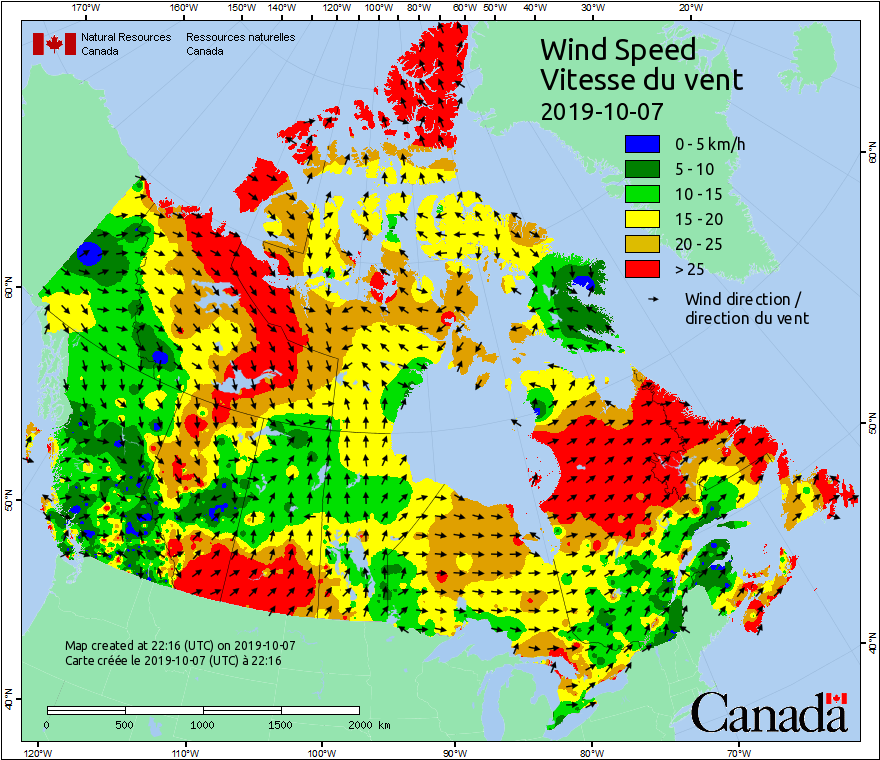 170°W 160°W 150°W 140°W 130°W 120°W 110°W 100°W 80°W 60°W 50°W 40°W 30°W 20°W
Natural Resources Canada
Ressources naturelles Canada
Wind Speed
Vitesse du vent
2019-10-07
0 - 5 km/h
5 - 10
10 - 15
15 - 20
20 - 25
> 25
Wind direction /
direction du vent
60°N
60°N
50°N
50°N
40°N
40°N
Map created at 22:16 (UTC) on 2019-10-07
Carte créée le 2019-10-07 (UTC) à 22:16
0 500 1000 1500 2000 km
Canada
120°W 110°W 100°W 90°W 80°W 70°W